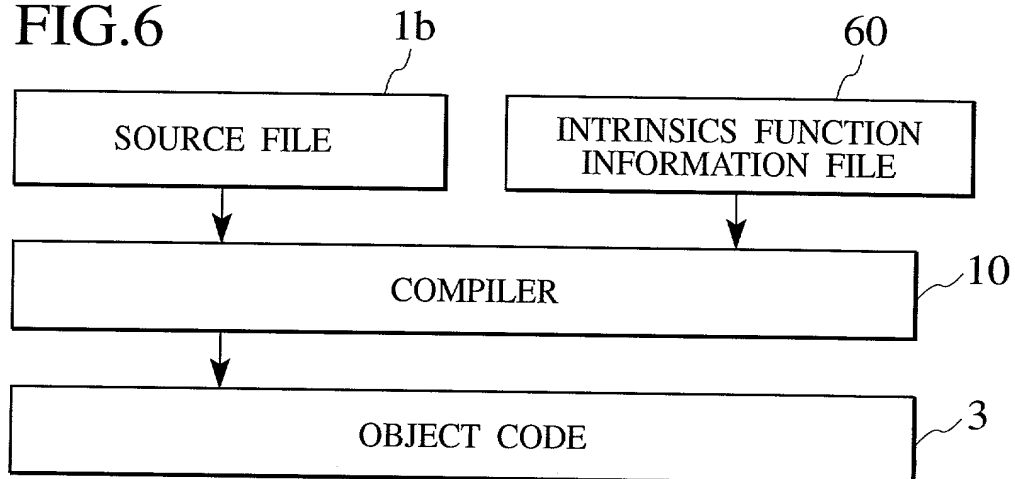 FIG.6
1b
60
SOURCE FILE
INTRINSICS FUNCTION
INFORMATION FILE
COMPILER
10
OBJECT CODE
3